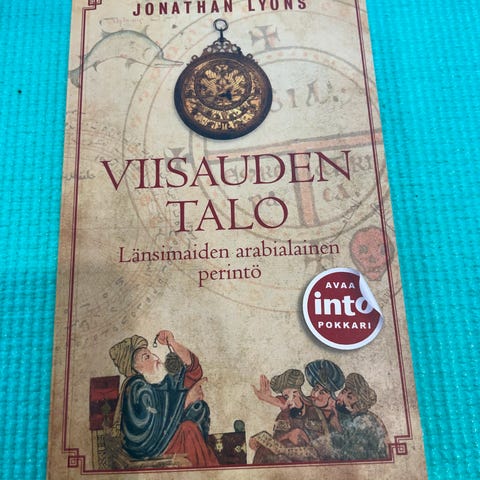 JONATHAN LYONS
VIISAUDEN
TALO
Länsimaiden arabialainen
perintö
AVAA
into
POKKARI